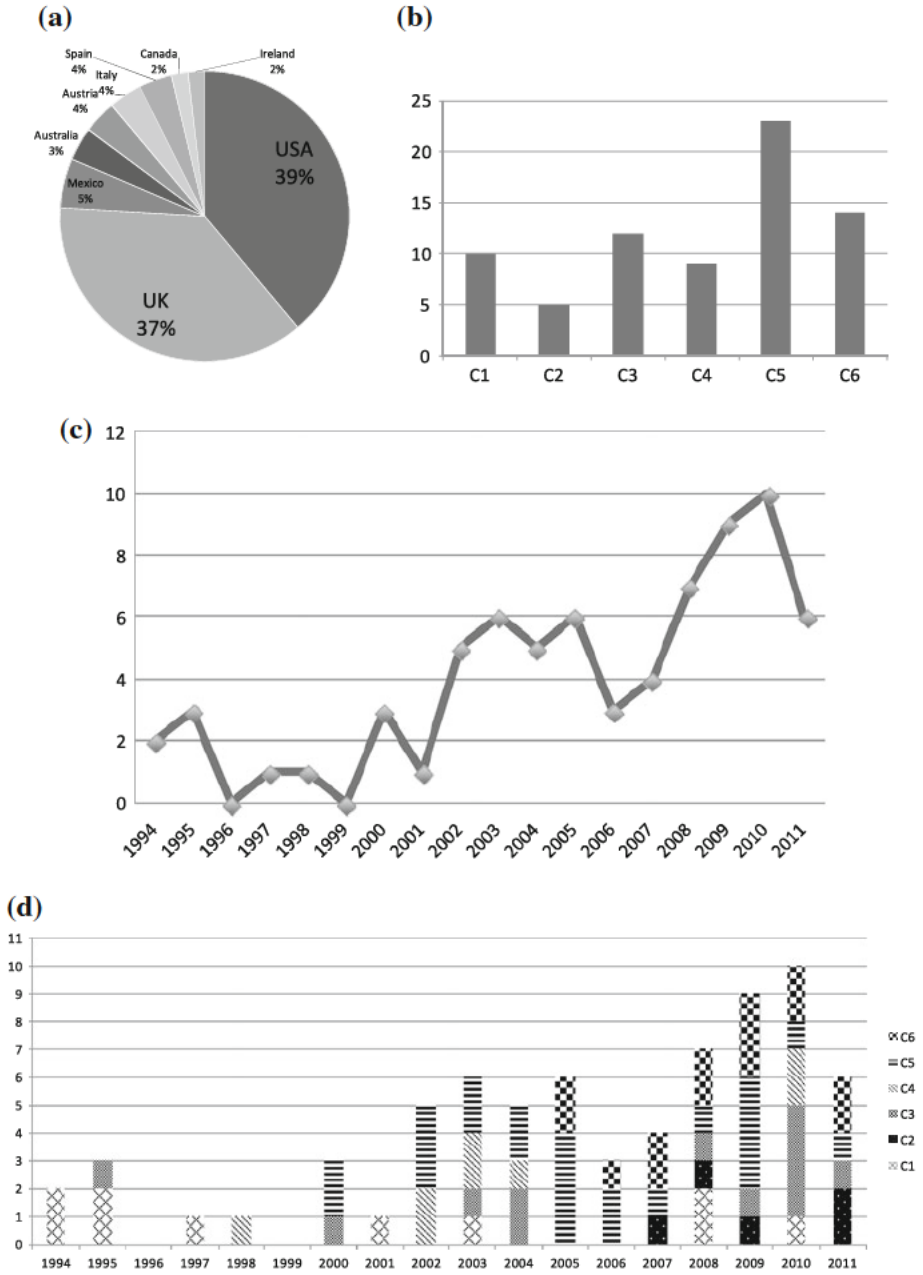 (a)
Spain
4%
Canada
2%
Ireland
2%
Italy
4%
Austria
4%
Australia
3%
Mexico
5%
USA
39%
UK
37%
(b)
25
20
15
10
5
0
C1 C2 C3 C4 C5 C6
(c)
12
10
8
6
4
2
0
1994 1995 1996 1997 1998 1999 2000 2001 2002 2003 2004 2005 2006 2007 2008 2009 2010 2011
(d)
11
10
9
8
7
6
5
4
3
2
1
0
1994 1995 1996 1997 1998 1999 2000 2001 2002 2003 2004 2005 2006 2007 2008 2009 2010 2011
C6
C5
C4
C3
C2
C1